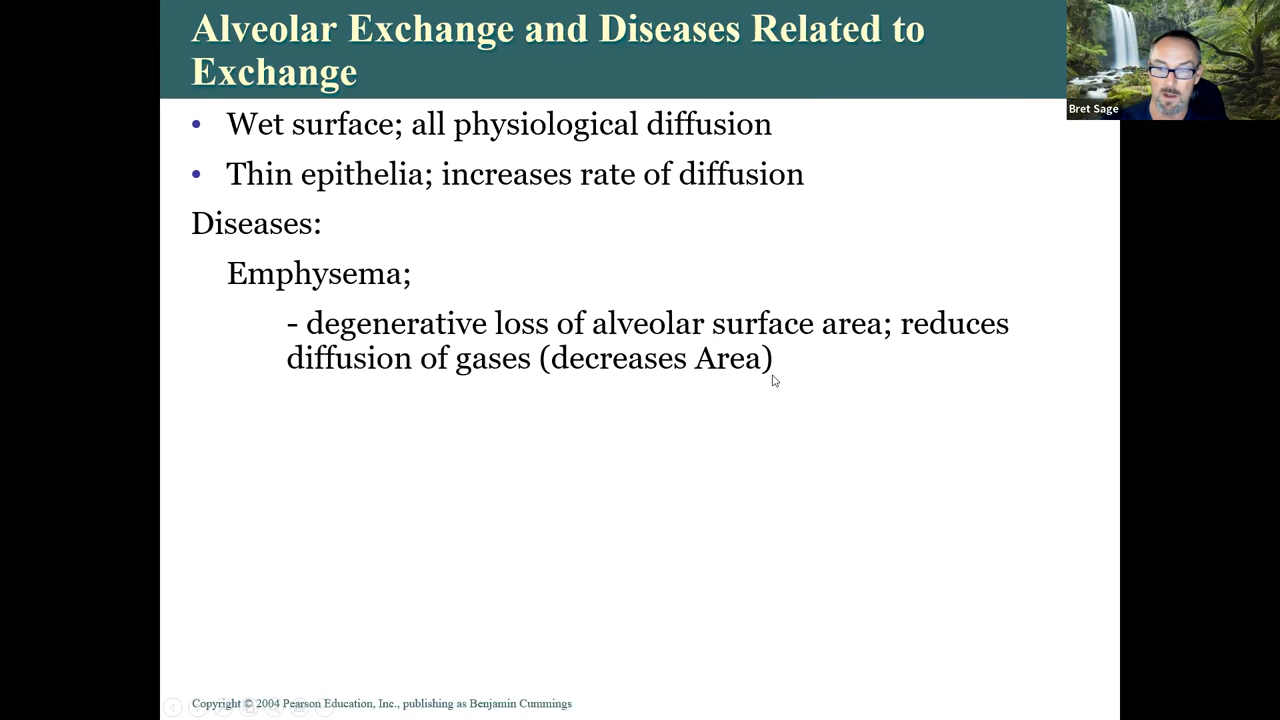 Alveolar Exchange and Diseases Related to
Exchange
Bret Sage
• Wet surface; all physiological diffusion
• Thin epithelia; increases rate of diffusion
Diseases:
Emphysema;
- degenerative loss of alveolar surface area; reduces
diffusion of gases (decreases Area)
Copyright © 2004 Pearson Education, Inc., publishing as Benjamin Cummings